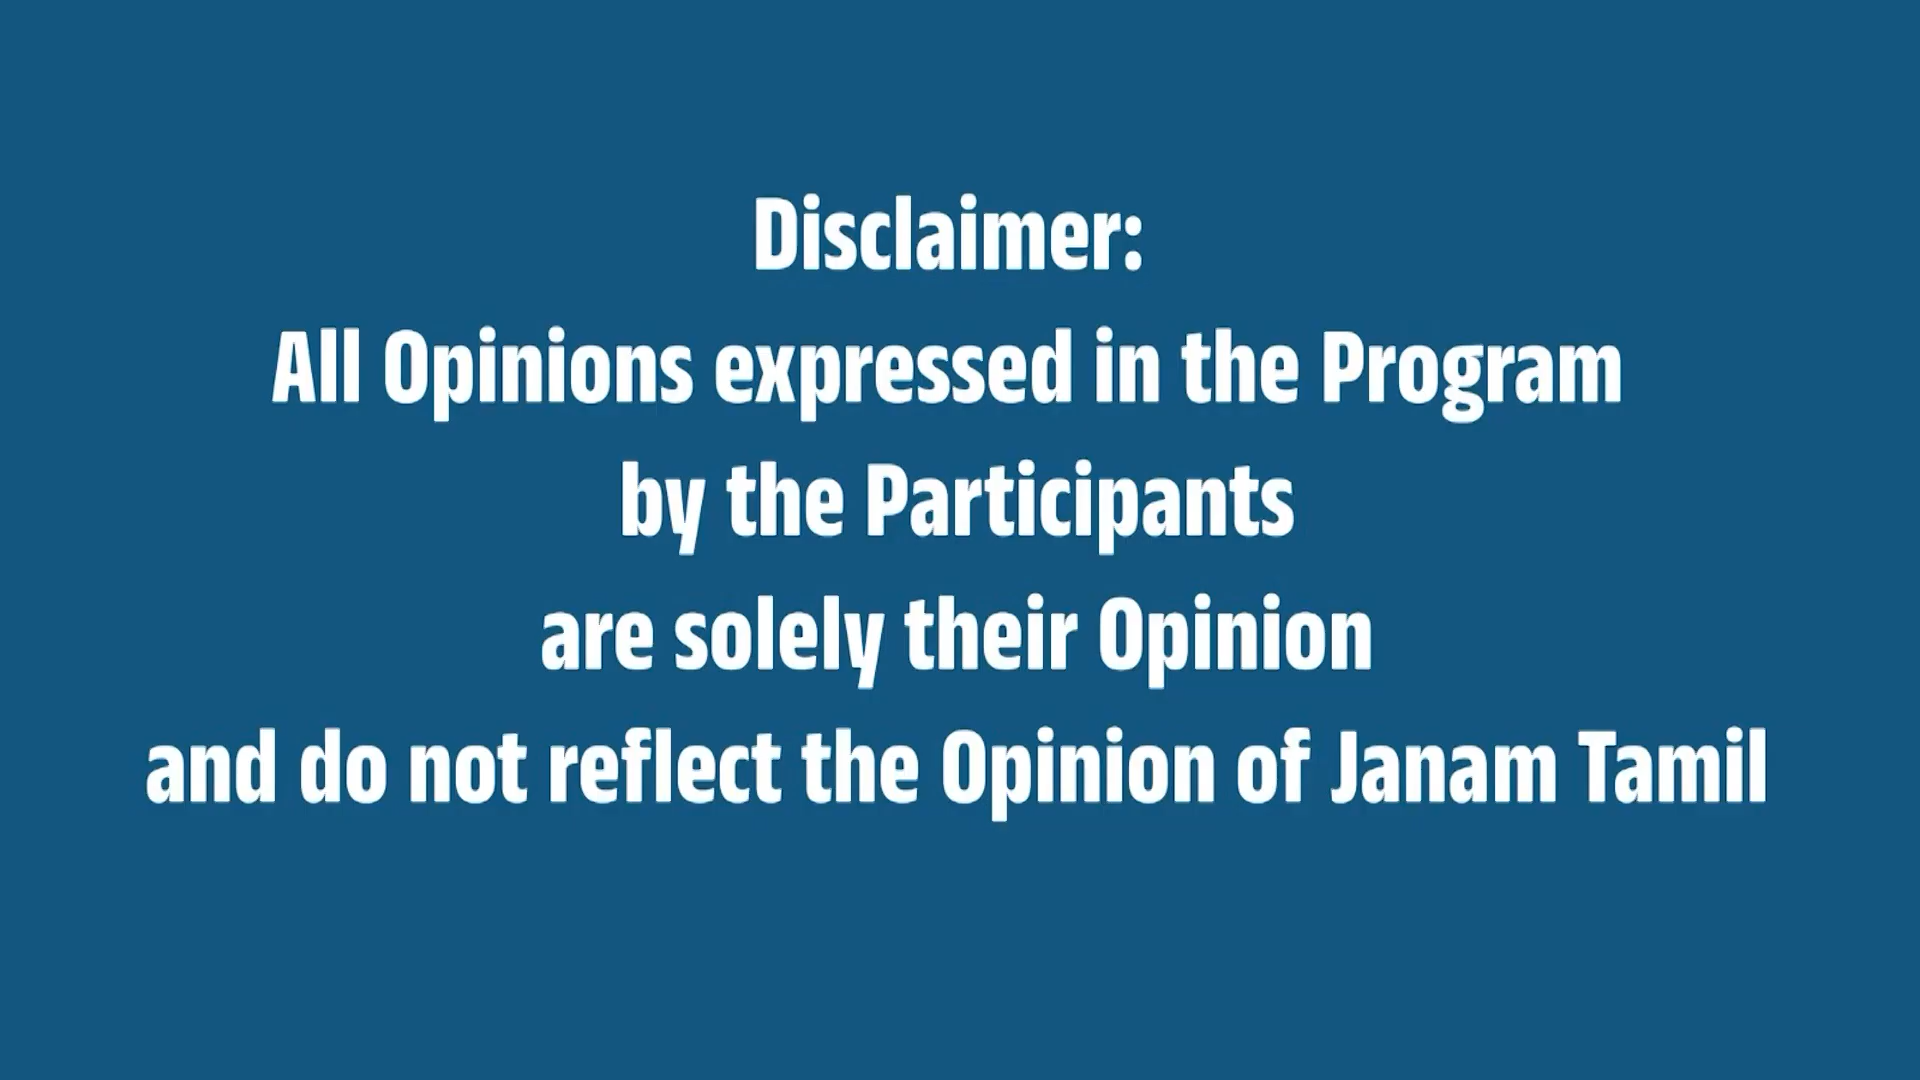 Disclaimer:
All Opinions expressed in the Program
by the Participants
are solely their Opinion
and do not reflect the Opinion of Janam Tamil